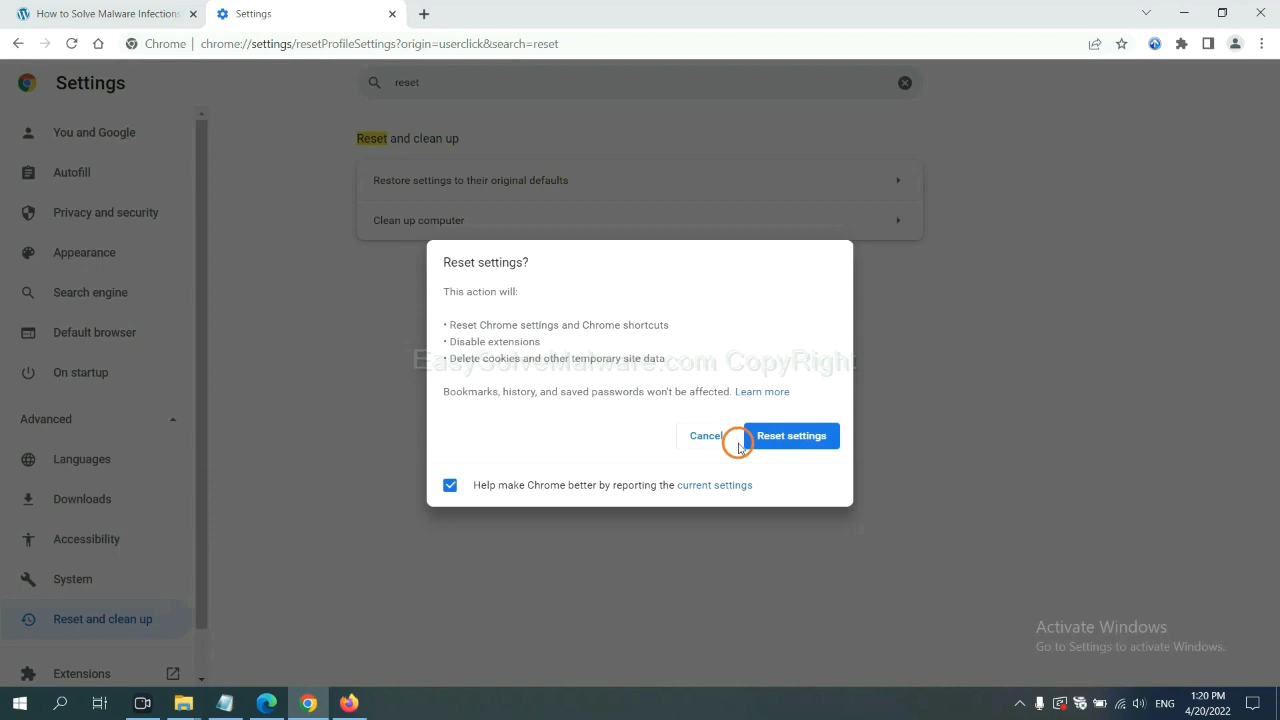 How to Solve Malware Infections
Settings
Chrome | chrome://settings/resetProfileSettings?origin=userclick&search=reset
Settings
reset
You and Google
Autofill
Privacy and security
Appearance
Search engine
Default browser
On startup
Advanced
Languages
Downloads
Accessibility
System
Reset and clean up
Extensions
Reset and clean up
Restore settings to their original defaults
Clean up computer
Reset settings?
This action will:
• Reset Chrome settings and Chrome shortcuts
• Disable extensions
• Delete cookies and other temporary site data
EasySolveMalware.com CopyRight
Bookmarks, history, and saved passwords won't be affected. Learn more
Cancel
Reset settings
Help make Chrome better by reporting the current settings
Activate Windows
Go to Settings to activate Windows.
ENG
1:20 PM
4/20/2022